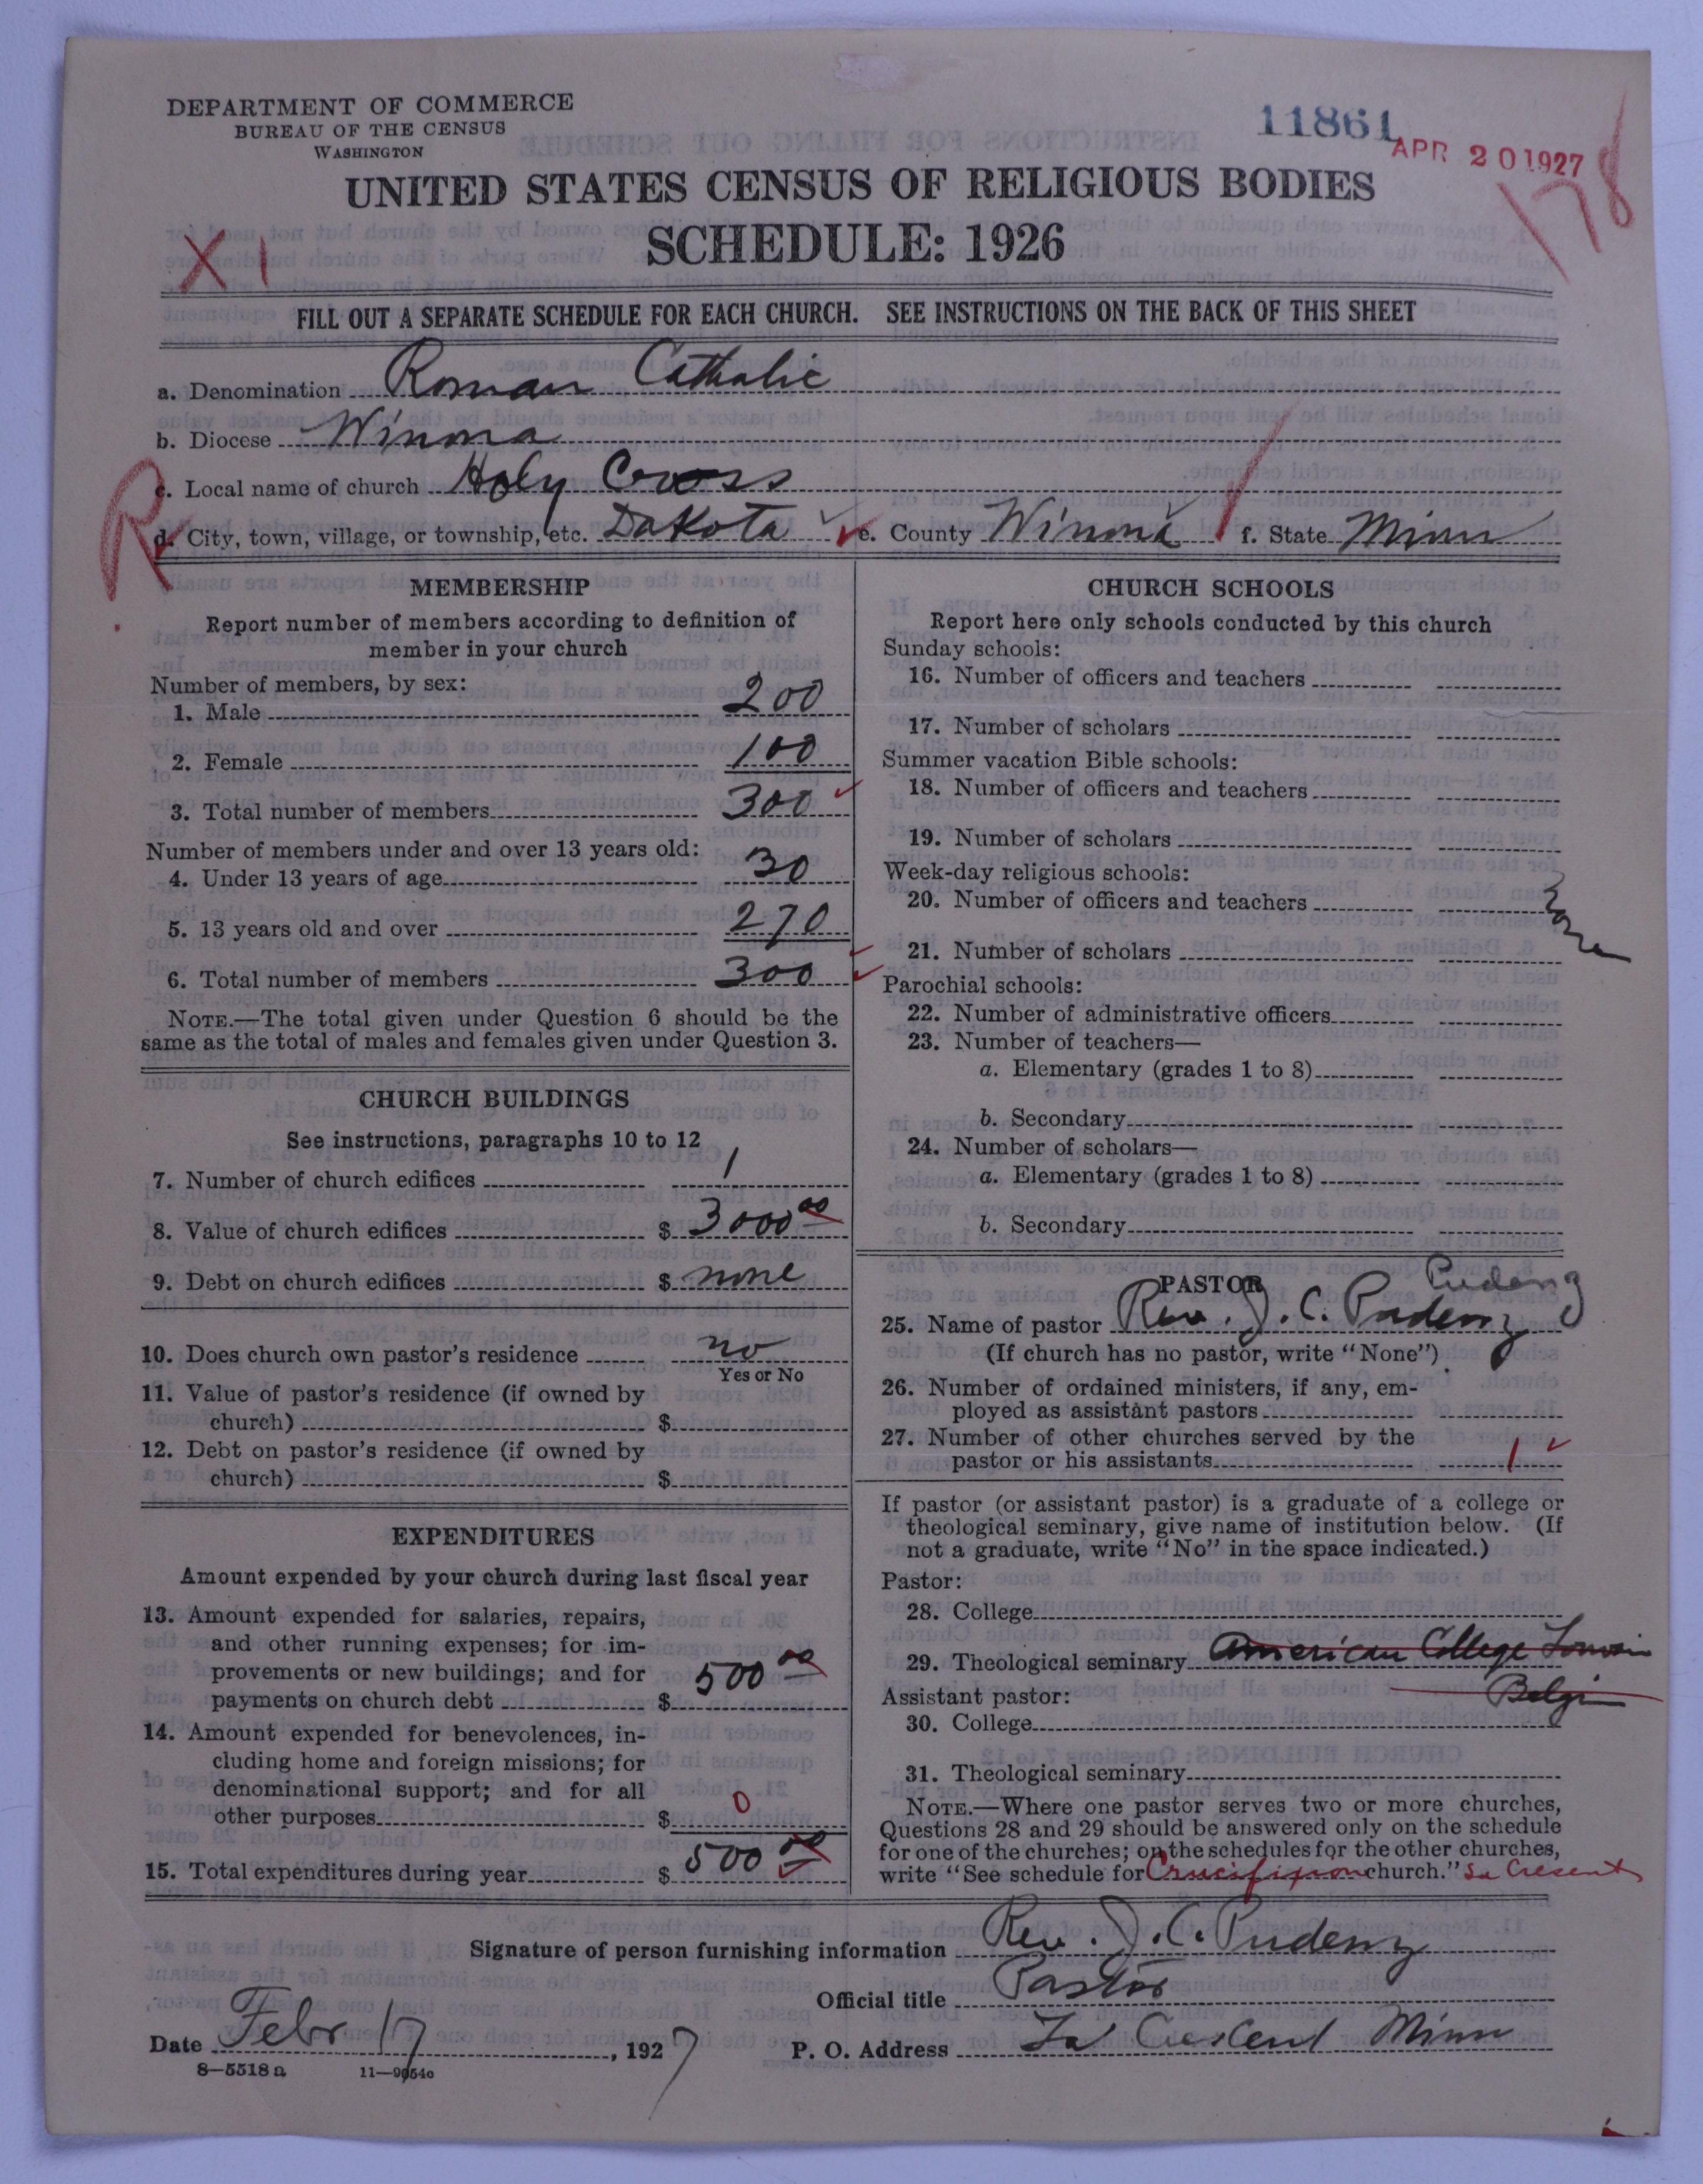 DEPARTMENT OF COMMERCE
BUREAU OF THE CENSUS
WASHINGTON
11861
APR 20 1927
178
UNITED STATES CENSUS OF RELIGIOUS BODIES
SCHEDULE: 1926
X 1
FILL OUT A SEPARATE SCHEDULE FOR EACH CHURCH. SEE INSTRUCTIONS ON THE BACK OF THIS SHEET
a. Denomination Roman Catholic
b. Diocese Winona
c. Local name of church Holy Cross
R
d. City, town, village, or township, etc. Dakota e. County Winona f. State Minn
MEMBERSHIP
Report number of members according to definition of
member in your church
Number of members, by sex:
1. Male 200
2. Female 100
3. Total number of members 300
Number of members under and over 13 years old:
4. Under 13 years of age 30
5. 13 years old and over 270
6. Total number of members 300
NOTE.—The total given under Question 6 should be the
same as the total of males and females given under Question 3.
CHURCH BUILDINGS
See instructions, paragraphs 10 to 12
7. Number of church edifices 1
8. Value of church edifices $ 3000 00
9. Debt on church edifices $ none
10. Does church own pastor's residence no
Yes or No
11. Value of pastor's residence (if owned by
church) $
12. Debt on pastor's residence (if owned by
church) $
EXPENDITURES
Amount expended by your church during last fiscal year
13. Amount expended for salaries, repairs,
and other running expenses; for im-
provements or new buildings; and for
payments on church debt $ 500 00
14. Amount expended for benevolences, in-
cluding home and foreign missions; for
denominational support; and for all
other purposes $ 0
15. Total expenditures during year $ 500 00
CHURCH SCHOOLS
Report here only schools conducted by this church
Sunday schools:
16. Number of officers and teachers
17. Number of scholars
Summer vacation Bible schools:
18. Number of officers and teachers
19. Number of scholars
Week-day religious schools:
20. Number of officers and teachers
none
21. Number of scholars
Parochial schools:
22. Number of administrative officers
23. Number of teachers—
a. Elementary (grades 1 to 8)
b. Secondary
24. Number of scholars—
a. Elementary (grades 1 to 8)
b. Secondary
PASTOR
Pudenz
25. Name of pastor Rev. J. C. Pudenz
(If church has no pastor, write "None")
26. Number of ordained ministers, if any, em-
ployed as assistant pastors
27. Number of other churches served by the
pastor or his assistants 1
If pastor (or assistant pastor) is a graduate of a college or
theological seminary, give name of institution below. (If
not a graduate, write "No" in the space indicated.)
Pastor:
28. College
29. Theological seminary American College Louvain
Belgi
Assistant pastor:
30. College
31. Theological seminary
NOTE.—Where one pastor serves two or more churches,
Questions 28 and 29 should be answered only on the schedule
for one of the churches; on the schedules for the other churches,
write "See schedule for Crucifixion church." La Cresent
Signature of person furnishing information Rev. J. C. Pudenz
Official title Pastor
Date Febr 17, 1927 P. O. Address La Crescent Minn
8—5518a 11—9054o